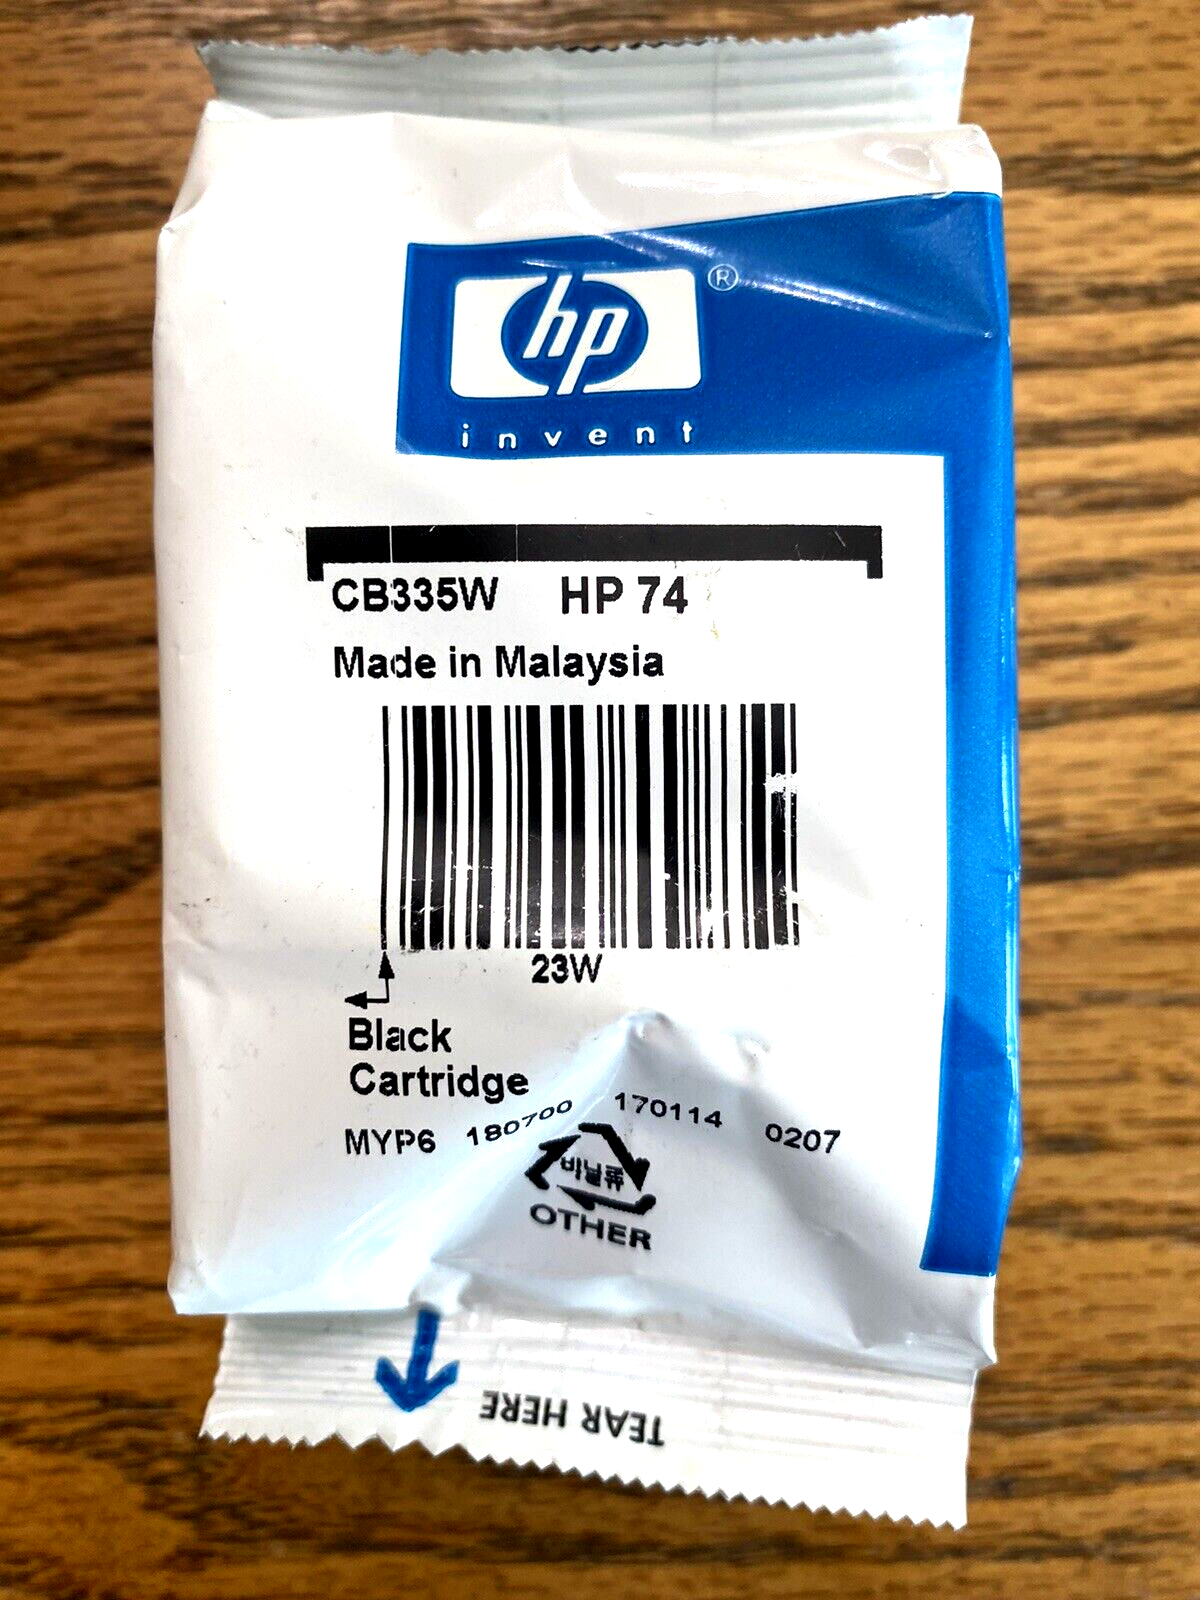 hp ®
invent
CB335W HP 74
Made in Malaysia
23W
Black
Cartridge
MYP6 180700 170114 0207
비닐류
OTHER
TEAR HERE